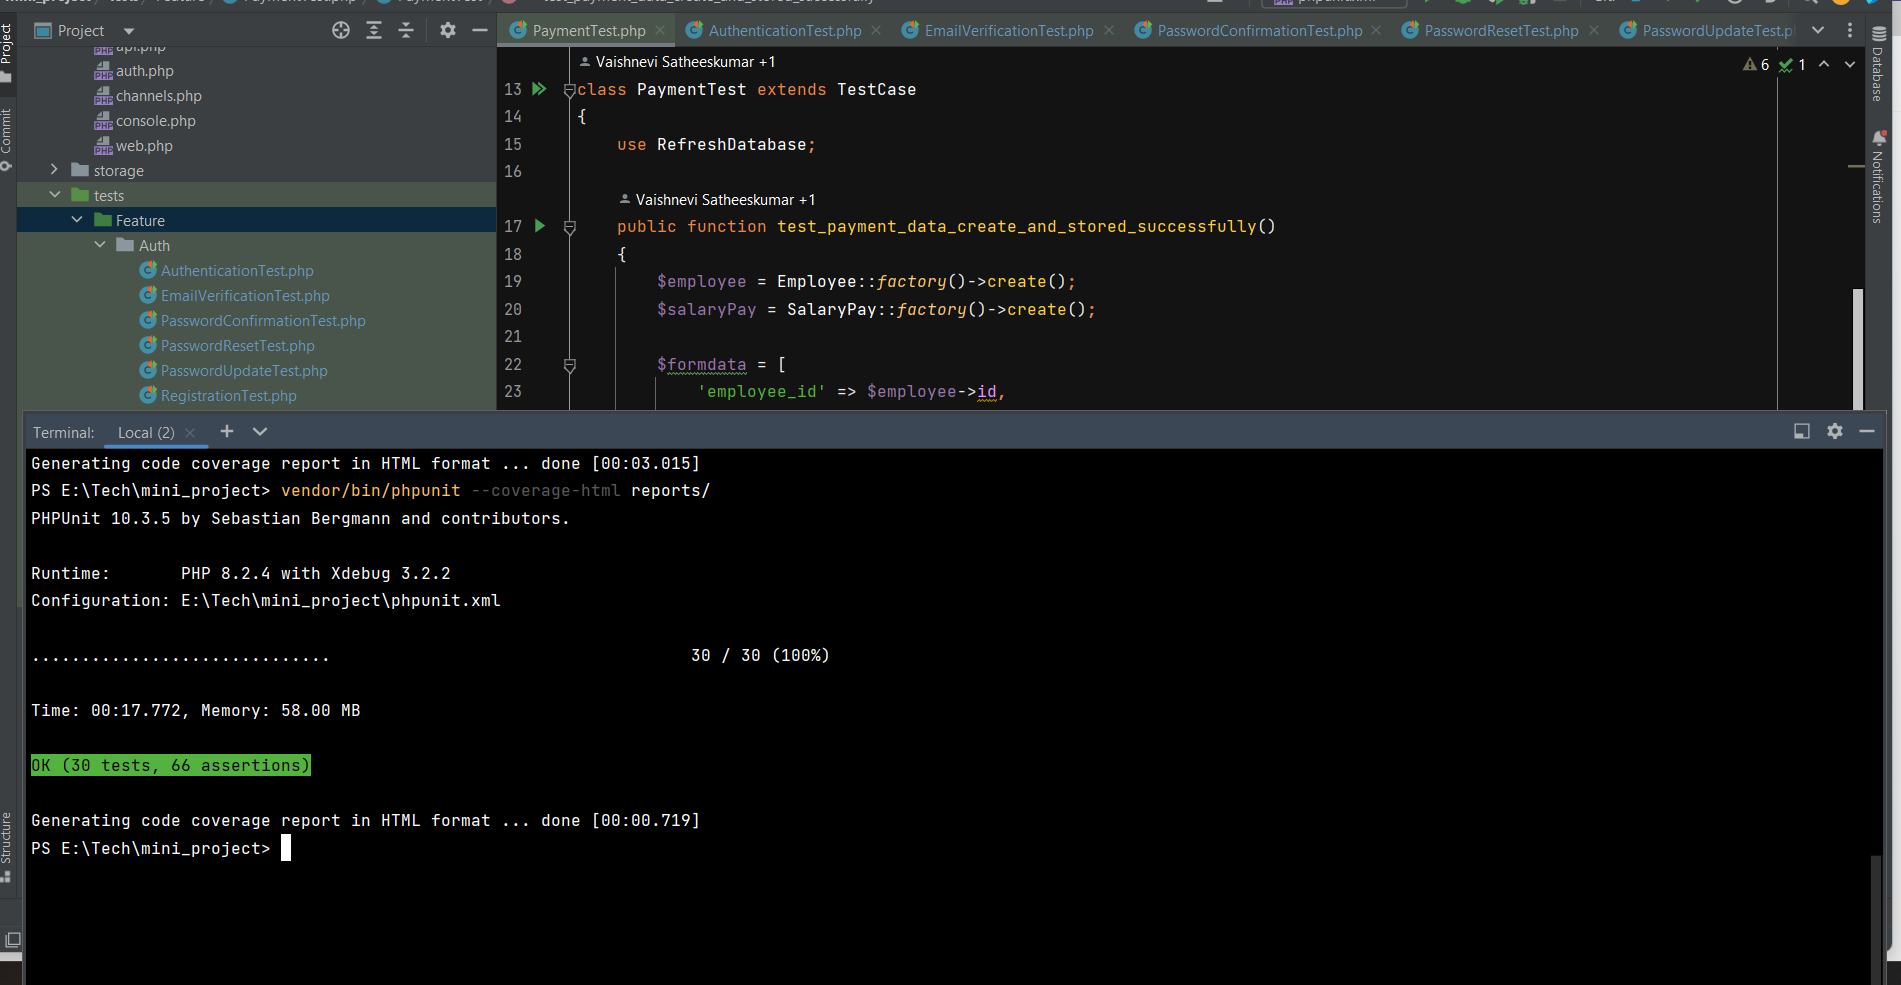 Project
api.php
auth.php
channels.php
console.php
web.php
storage
tests
Feature
Auth
AuthenticationTest.php
EmailVerificationTest.php
PasswordConfirmationTest.php
PasswordResetTest.php
PasswordUpdateTest.php
RegistrationTest.php
Project
Commit
Structure
PaymentTest.php
AuthenticationTest.php
EmailVerificationTest.php
PasswordConfirmationTest.php
PasswordResetTest.php
PasswordUpdateTest.p
Vaishnevi Satheeskumar +1
6 1
13 class PaymentTest extends TestCase
14 {
15 use RefreshDatabase;
16
Vaishnevi Satheeskumar +1
17 public function test_payment_data_create_and_stored_successfully()
18 {
19 $employee = Employee::factory()->create();
20 $salaryPay = SalaryPay::factory()->create();
21
22 $formdata = [
23 'employee_id' => $employee->id,
Database
Notifications
Terminal: Local (2)
Generating code coverage report in HTML format ... done [00:03.015]
PS E:\Tech\mini_project> vendor/bin/phpunit --coverage-html reports/
PHPUnit 10.3.5 by Sebastian Bergmann and contributors.
Runtime: PHP 8.2.4 with Xdebug 3.2.2
Configuration: E:\Tech\mini_project\phpunit.xml
.............................. 30 / 30 (100%)
Time: 00:17.772, Memory: 58.00 MB
OK (30 tests, 66 assertions)
Generating code coverage report in HTML format ... done [00:00.719]
PS E:\Tech\mini_project>